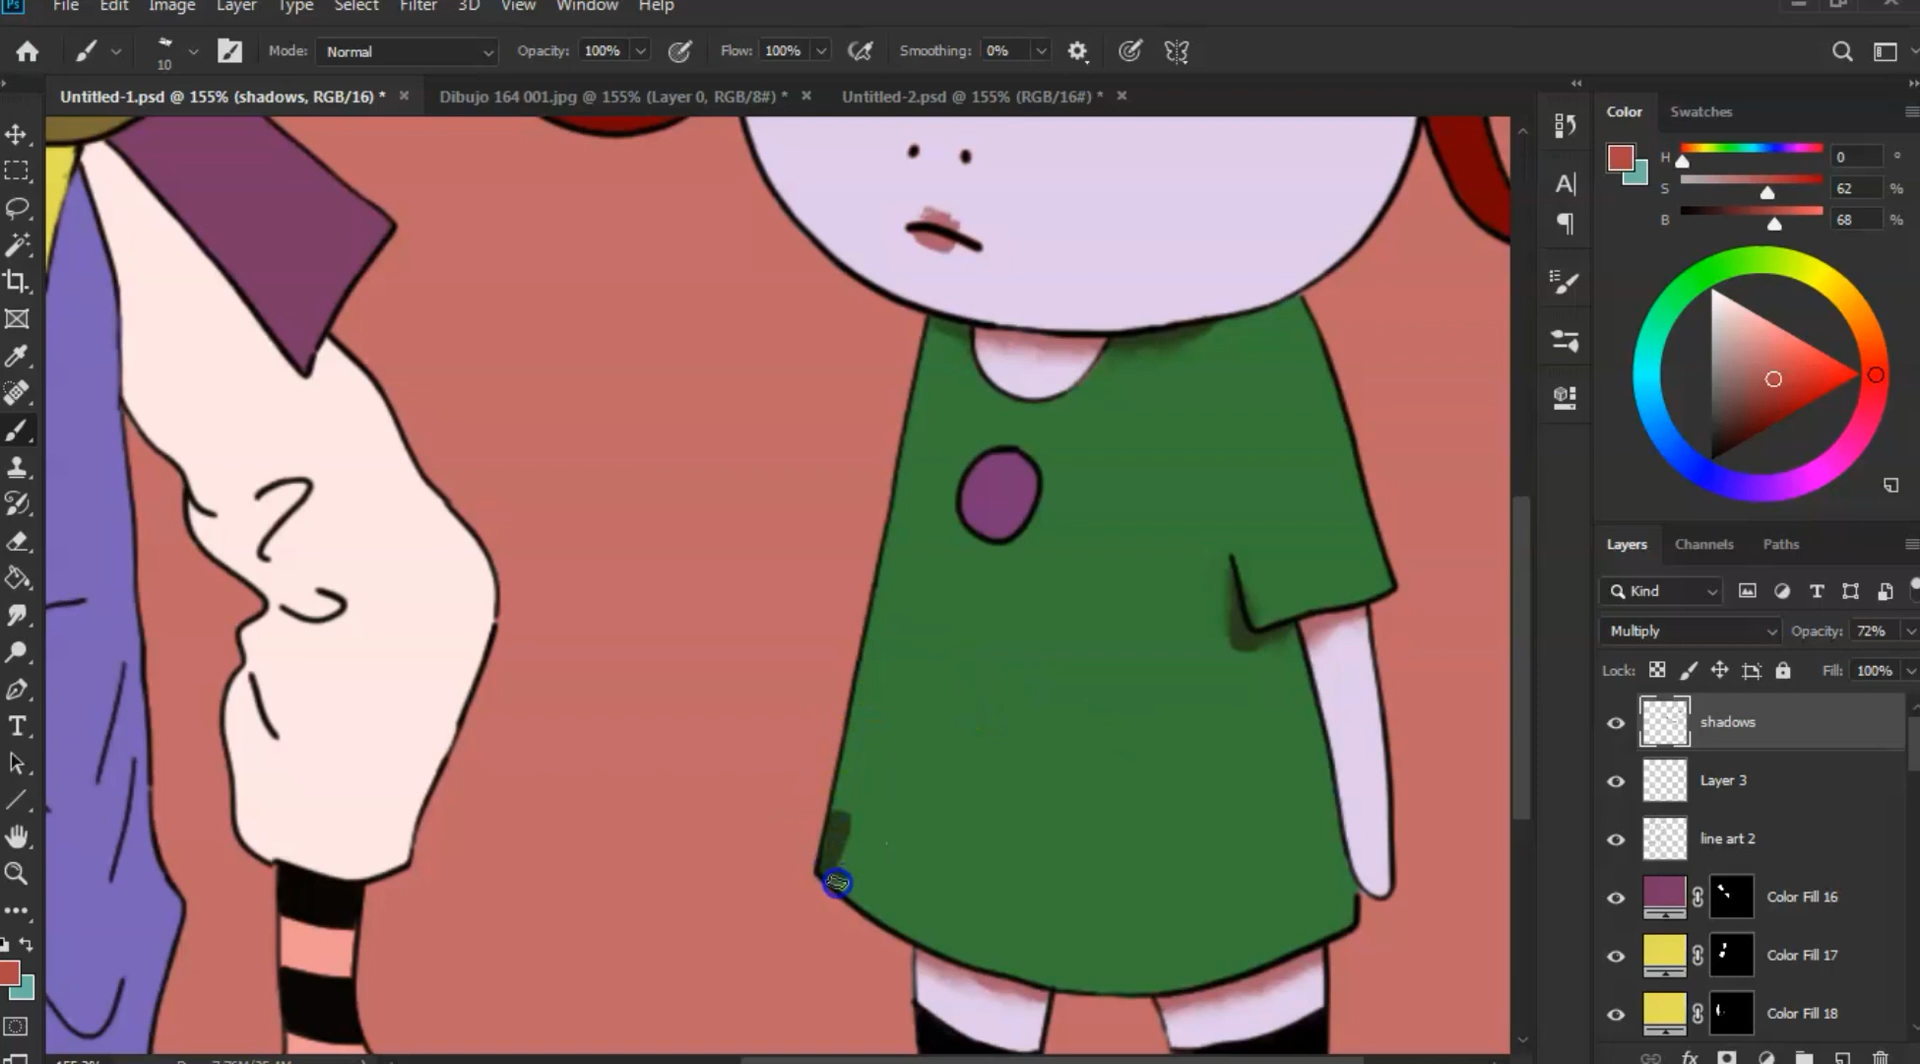 Ps File Edit Image Layer Type Select Filter 3D View Window Help
10 Mode: Normal Opacity: 100% Flow: 100% Smoothing: 0%
Untitled-1.psd @ 155% (shadows, RGB/16) * Dibujo 164 001.jpg @ 155% (Layer 0, RGB/8#) * Untitled-2.psd @ 155% (RGB/16#) *
Color Swatches
H 0 °
S 62 %
B 68 %
Layers Channels Paths
Kind
Multiply Opacity: 72%
Lock: Fill: 100%
shadows
Layer 3
line art 2
Color Fill 16
Color Fill 17
Color Fill 18
fx